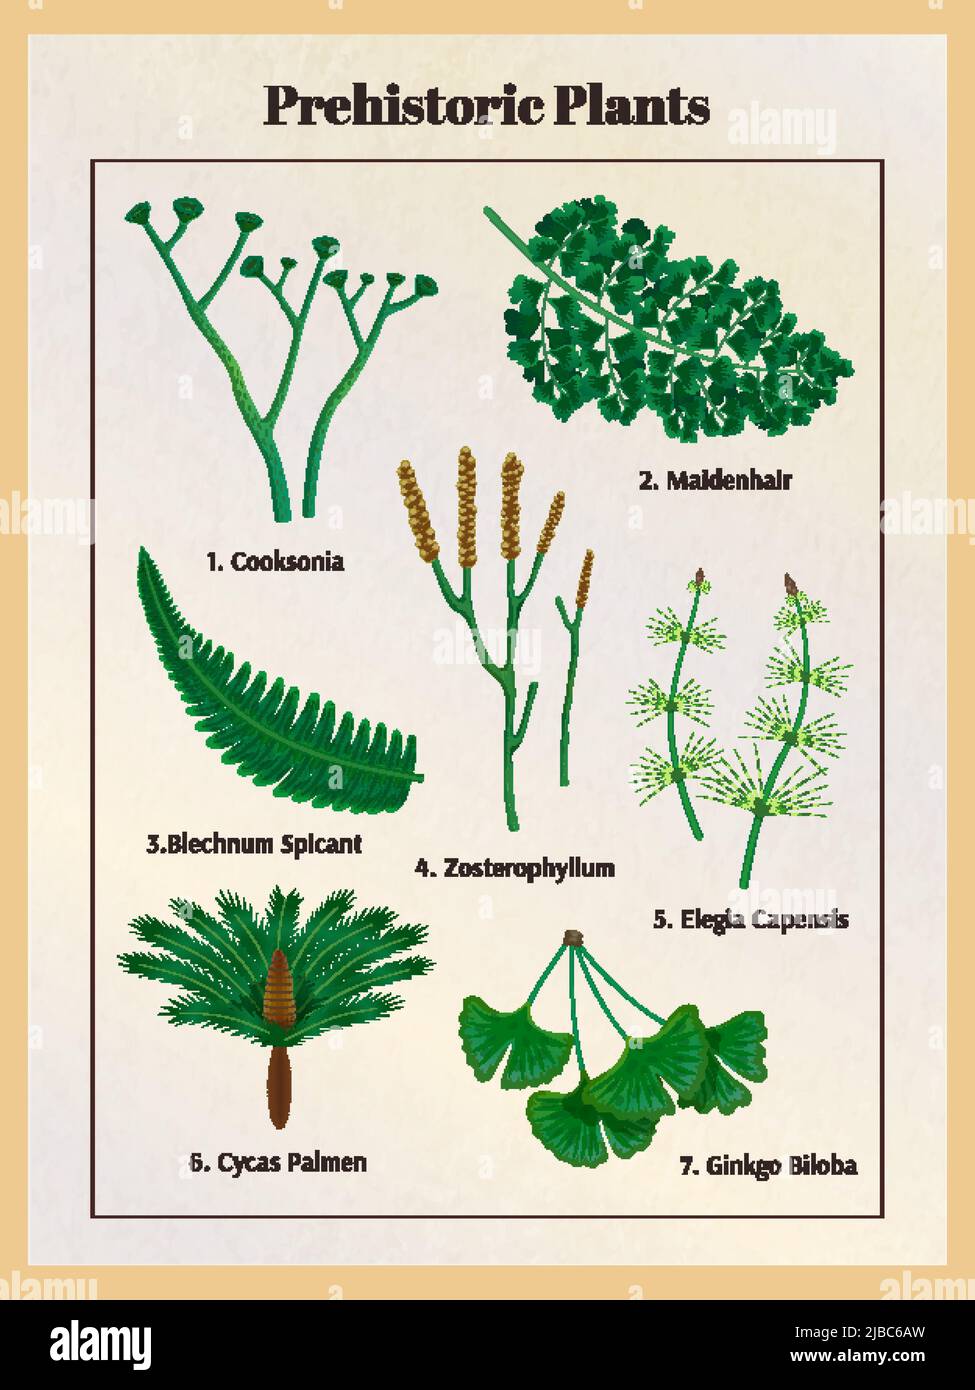 Prehistoric Plants
1. Cooksonia
2. Maidenhair
3.Blechnum Spicant
4. Zosterophyllum
5. Elegia Capensis
6. Cycas Palmen
7. Ginkgo Biloba
alamy
Image ID: 2JBC6AW
www.alamy.com